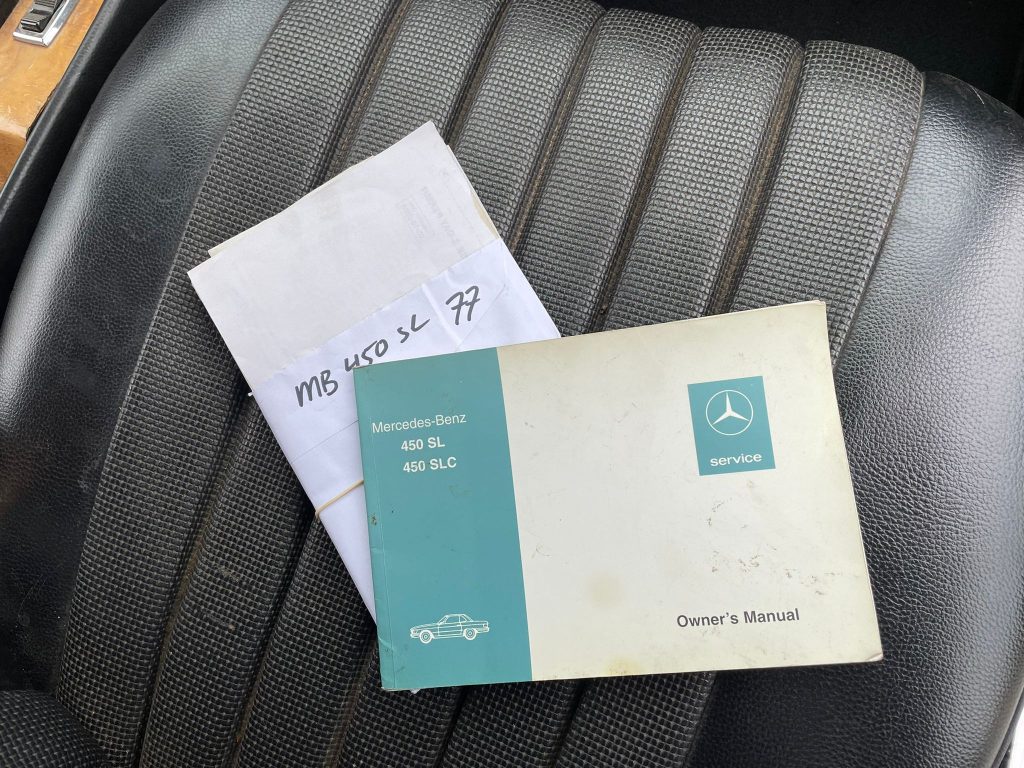 MB 450 SL 77
Mercedes-Benz
450 SL
450 SLC
service
Owner's Manual